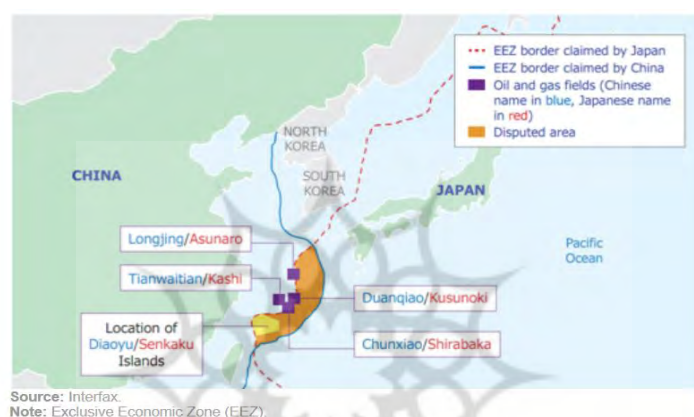 EEZ border claimed by Japan
EEZ border claimed by China
Oil and gas fields (Chinese
name in blue, Japanese name
in red)
Disputed area
NORTH
KOREA
CHINA
SOUTH
KOREA
JAPAN
Longjing/Asunaro
Pacific
Ocean
Tianwaitian/Kashi
Duanqiao/Kusunoki
Location of
Diaoyu/Senkaku
Islands
Chunxiao/Shirabaka
Source: Interfax.
Note: Exclusive Economic Zone (EEZ)